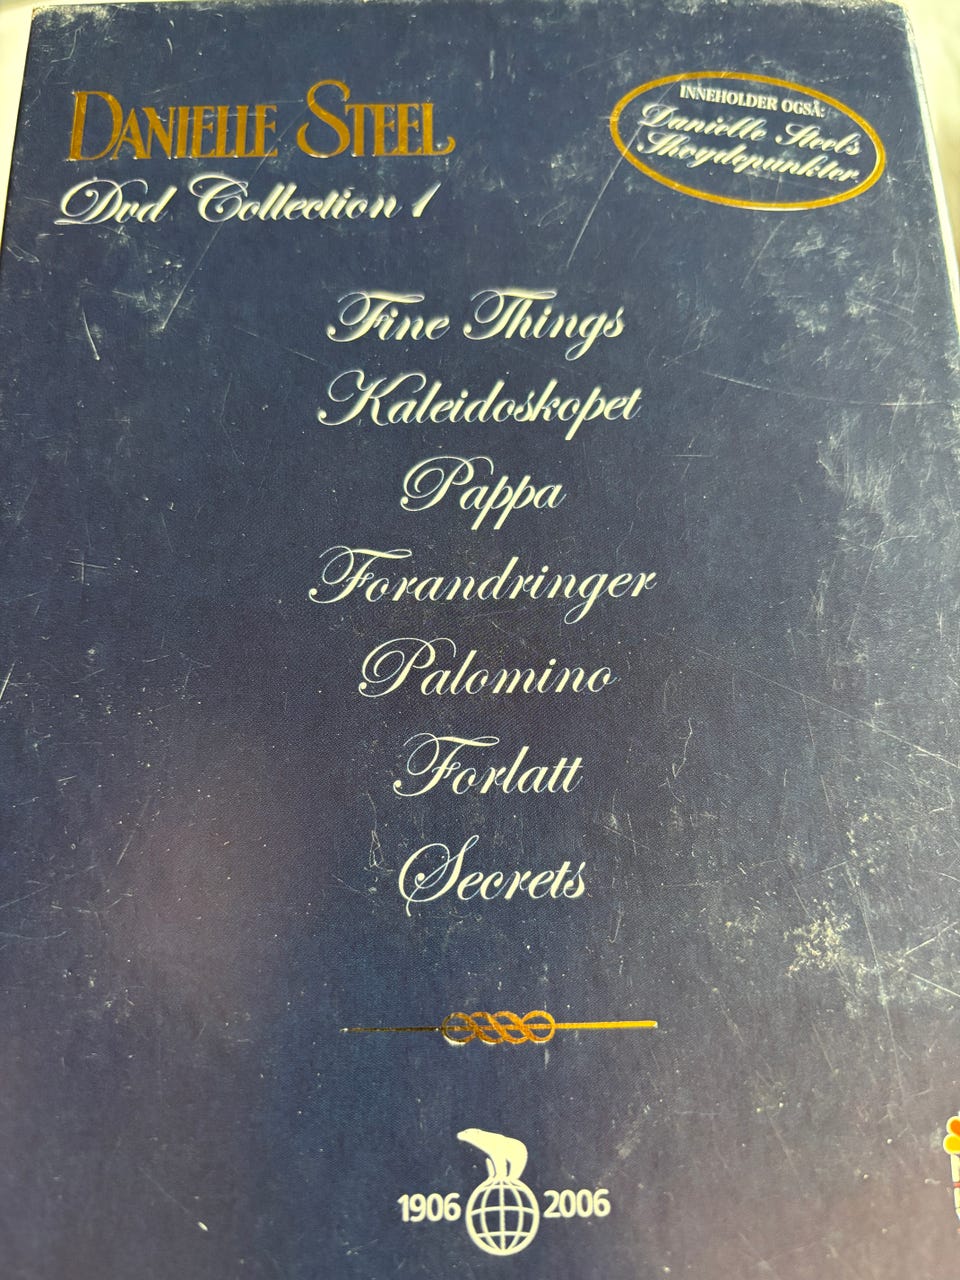 DANIELLE STEEL
Dvd Collection 1
INNEHOLDER OGSÅ:
Danielle Steel's
Høydepunkter
Fine Things
Kaleidoskopet
Pappa
Forandringer
Palomino
Forlatt
Secrets
1906 2006